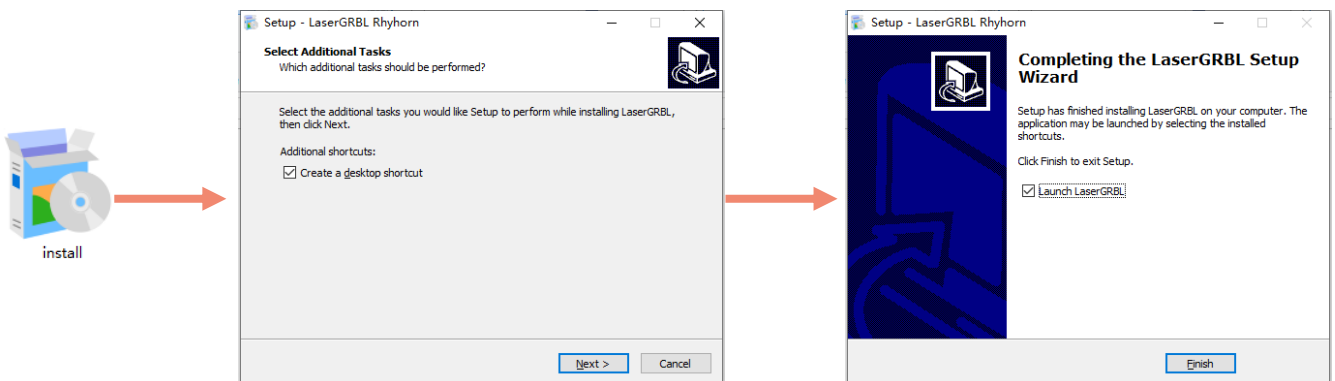 install
Setup - LaserGRBL Rhyhorn
Select Additional Tasks
Which additional tasks should be performed?
Select the additional tasks you would like Setup to perform while installing LaserGRBL,
then click Next.
Additional shortcuts:
Create a desktop shortcut
Next >
Cancel
Setup - LaserGRBL Rhyhorn
Completing the LaserGRBL Setup
Wizard
Setup has finished installing LaserGRBL on your computer. The
application may be launched by selecting the installed
shortcuts.
Click Finish to exit Setup.
Launch LaserGRBL
Finish